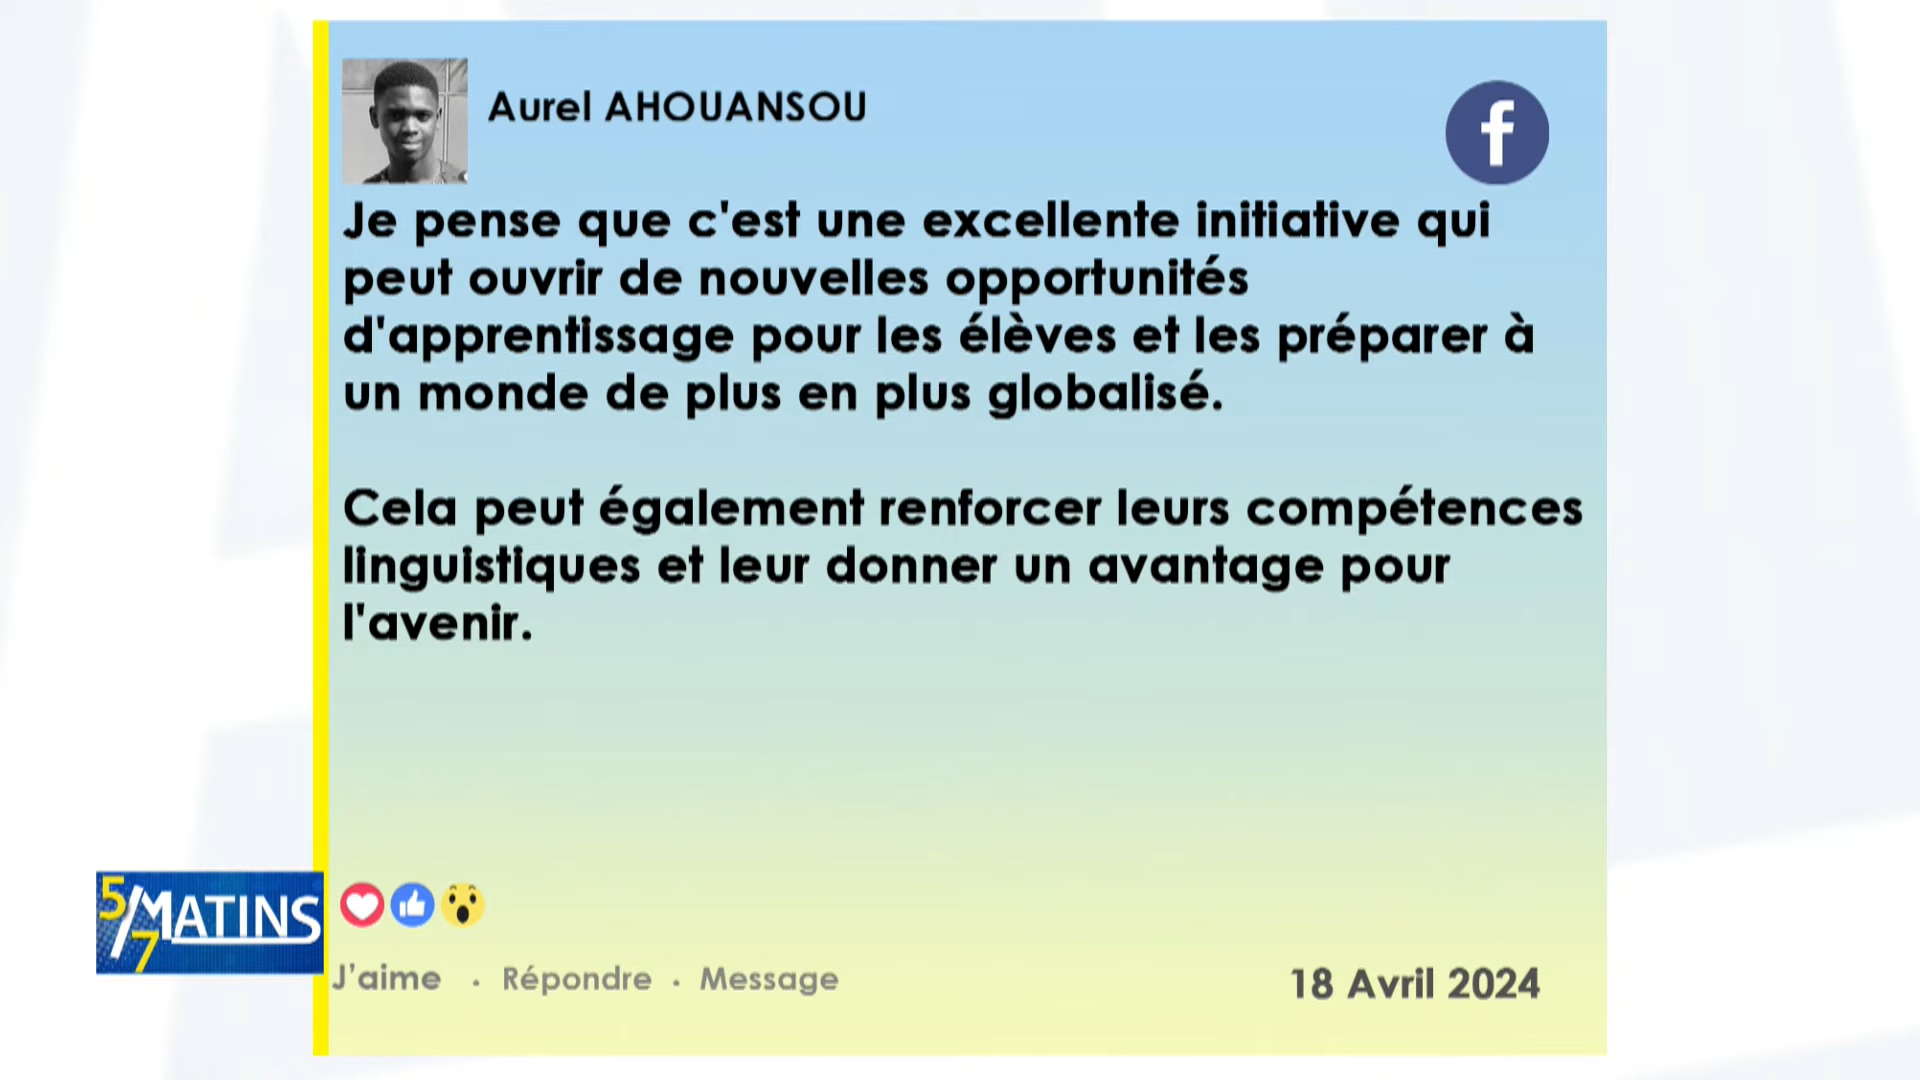 Aurel AHOUANSOU
f
Je pense que c'est une excellente initiative qui
peut ouvrir de nouvelles opportunités
d'apprentissage pour les élèves et les préparer à
un monde de plus en plus globalisé.
Cela peut également renforcer leurs compétences
linguistiques et leur donner un avantage pour
l'avenir.
5/7 MATINS
J'aime . Répondre . Message
18 Avril 2024